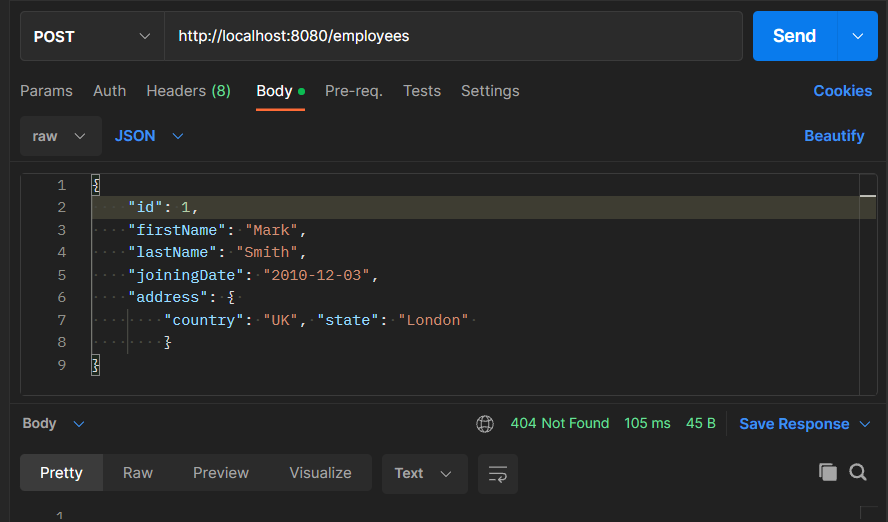 POST http://localhost:8080/employees Send
Params Auth Headers (8) Body Pre-req. Tests Settings Cookies
raw JSON Beautify
1 {
2 "id": 1,
3 "firstName": "Mark",
4 "lastName": "Smith",
5 "joiningDate": "2010-12-03",
6 "address": {
7 "country": "UK", "state": "London"
8 }
9 }
Body 404 Not Found 105 ms 45 B Save Response
Pretty Raw Preview Visualize Text
1